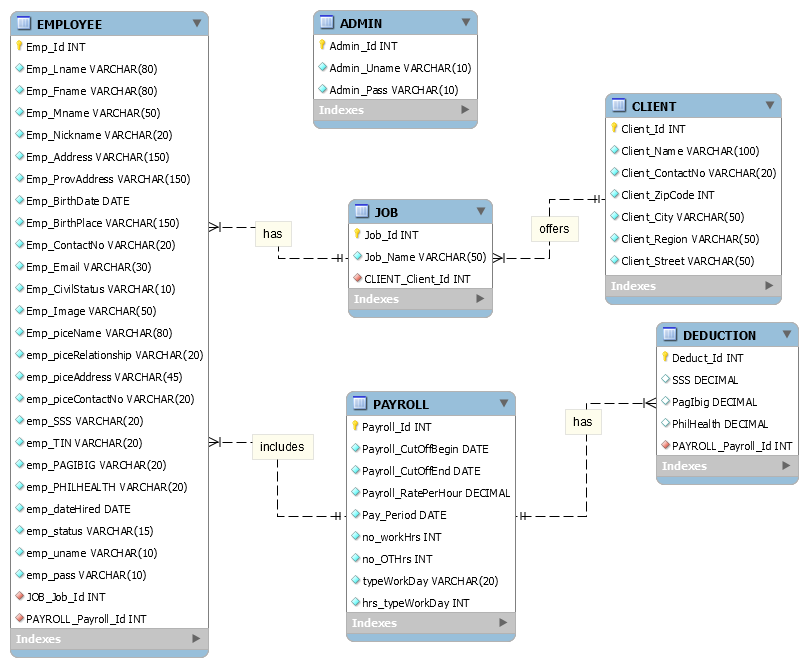 EMPLOYEE
Emp_Id INT
Emp_Lname VARCHAR(80)
Emp_Fname VARCHAR(80)
Emp_Mname VARCHAR(50)
Emp_Nickname VARCHAR(20)
Emp_Address VARCHAR(150)
Emp_ProvAddress VARCHAR(150)
Emp_BirthDate DATE
Emp_BirthPlace VARCHAR(150)
Emp_ContactNo VARCHAR(20)
Emp_Email VARCHAR(30)
Emp_CivilStatus VARCHAR(10)
Emp_Image VARCHAR(50)
Emp_piceName VARCHAR(80)
emp_piceRelationship VARCHAR(20)
emp_piceAddress VARCHAR(45)
emp_piceContactNo VARCHAR(20)
emp_SSS VARCHAR(20)
emp_TIN VARCHAR(20)
emp_PAGIBIG VARCHAR(20)
emp_PHILHEALTH VARCHAR(20)
emp_dateHired DATE
emp_status VARCHAR(15)
emp_uname VARCHAR(10)
emp_pass VARCHAR(10)
JOB_Job_Id INT
PAYROLL_Payroll_Id INT
Indexes
ADMIN
Admin_Id INT
Admin_Uname VARCHAR(10)
Admin_Pass VARCHAR(10)
Indexes
has
JOB
Job_Id INT
Job_Name VARCHAR(50)
CLIENT_Client_Id INT
Indexes
offers
CLIENT
Client_Id INT
Client_Name VARCHAR(100)
Client_ContactNo VARCHAR(20)
Client_ZipCode INT
Client_City VARCHAR(50)
Client_Region VARCHAR(50)
Client_Street VARCHAR(50)
Indexes
includes
PAYROLL
Payroll_Id INT
Payroll_CutOffBegin DATE
Payroll_CutOffEnd DATE
Payroll_RatePerHour DECIMAL
Pay_Period DATE
no_workHrs INT
no_OTHrs INT
typeWorkDay VARCHAR(20)
hrs_typeWorkDay INT
Indexes
has
DEDUCTION
Deduct_Id INT
SSS DECIMAL
PagIbig DECIMAL
PhilHealth DECIMAL
PAYROLL_Payroll_Id INT
Indexes